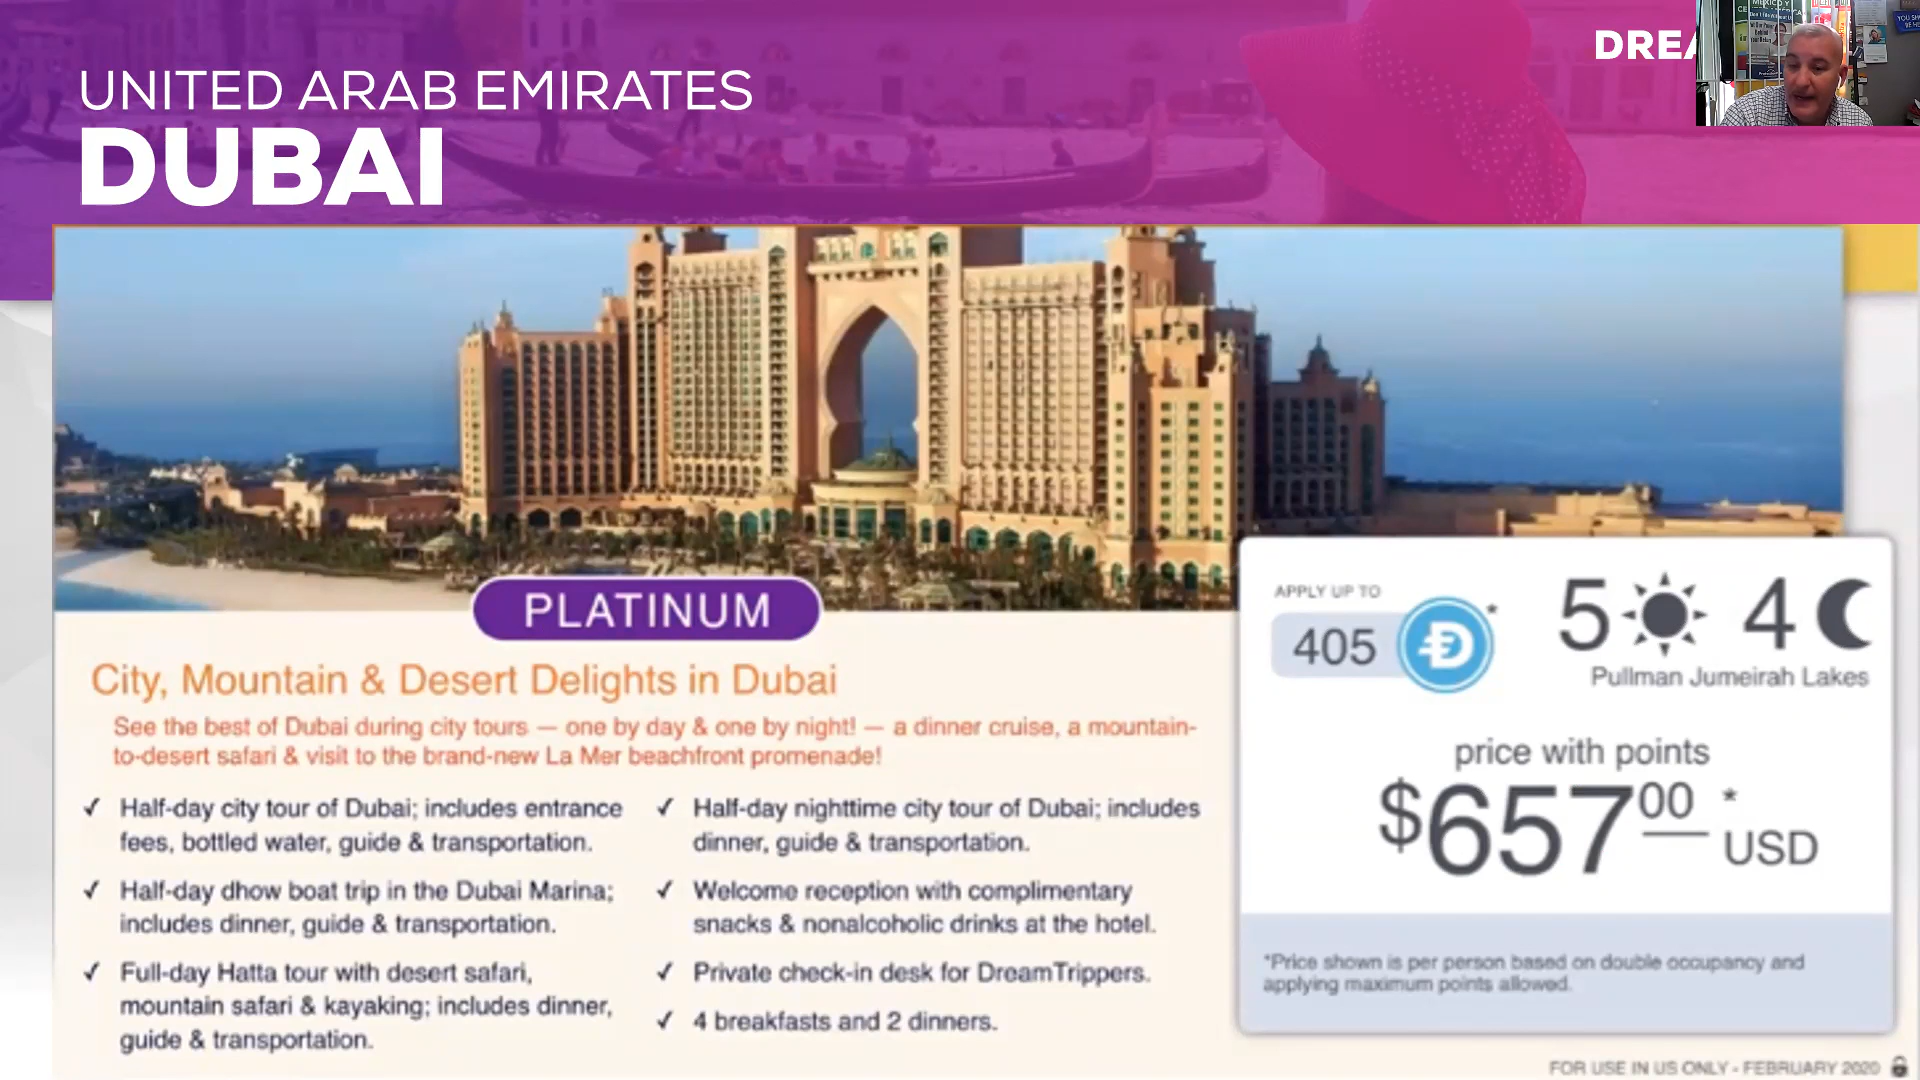 UNITED ARAB EMIRATES
DUBAI
DREA
MEXICO Y
PLATINUM
City, Mountain & Desert Delights in Dubai
See the best of Dubai during city tours — one by day & one by night! — a dinner cruise, a mountain-
to-desert safari & visit to the brand-new La Mer beachfront promenade!
✓ Half-day city tour of Dubai; includes entrance
fees, bottled water, guide & transportation.
✓ Half-day dhow boat trip in the Dubai Marina;
includes dinner, guide & transportation.
✓ Full-day Hatta tour with desert safari,
mountain safari & kayaking; includes dinner,
guide & transportation.
✓ Half-day nighttime city tour of Dubai; includes
dinner, guide & transportation.
✓ Welcome reception with complimentary
snacks & nonalcoholic drinks at the hotel.
✓ Private check-in desk for DreamTrippers.
✓ 4 breakfasts and 2 dinners.
APPLY UP TO
405 *
5 4
Pullman Jumeirah Lakes
price with points
$65700 * USD
*Price shown is per person based on double occupancy and
applying maximum points allowed.
FOR USE IN US ONLY - FEBRUARY 2020